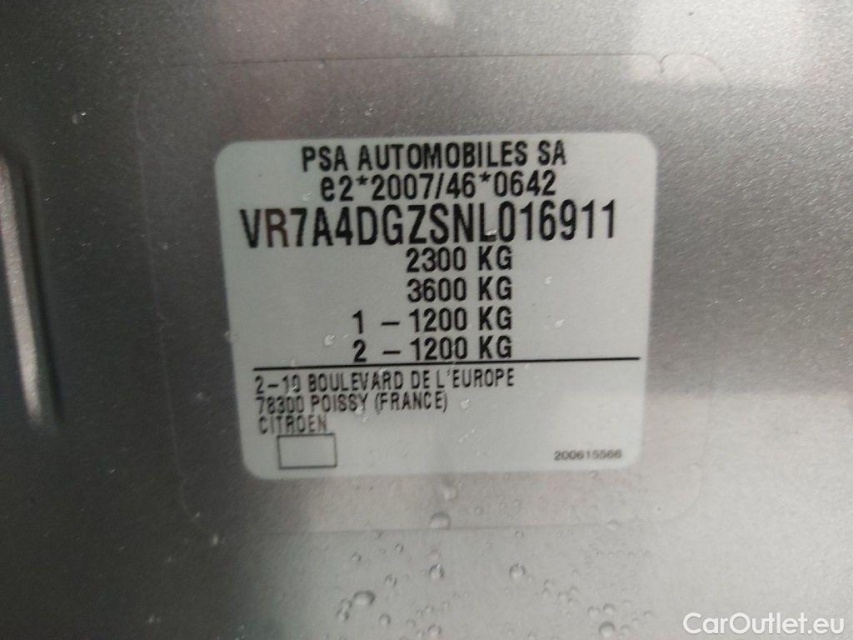 PSA AUTOMOBILES SA
e2*2007/46*0642
VR7A4DGZSNL016911
2300 KG
3600 KG
1 – 1200 KG
2 – 1200 KG
2–10 BOULEVARD DE L'EUROPE
78300 POISSY (FRANCE)
CITROEN
200615566
CarOutlet.eu